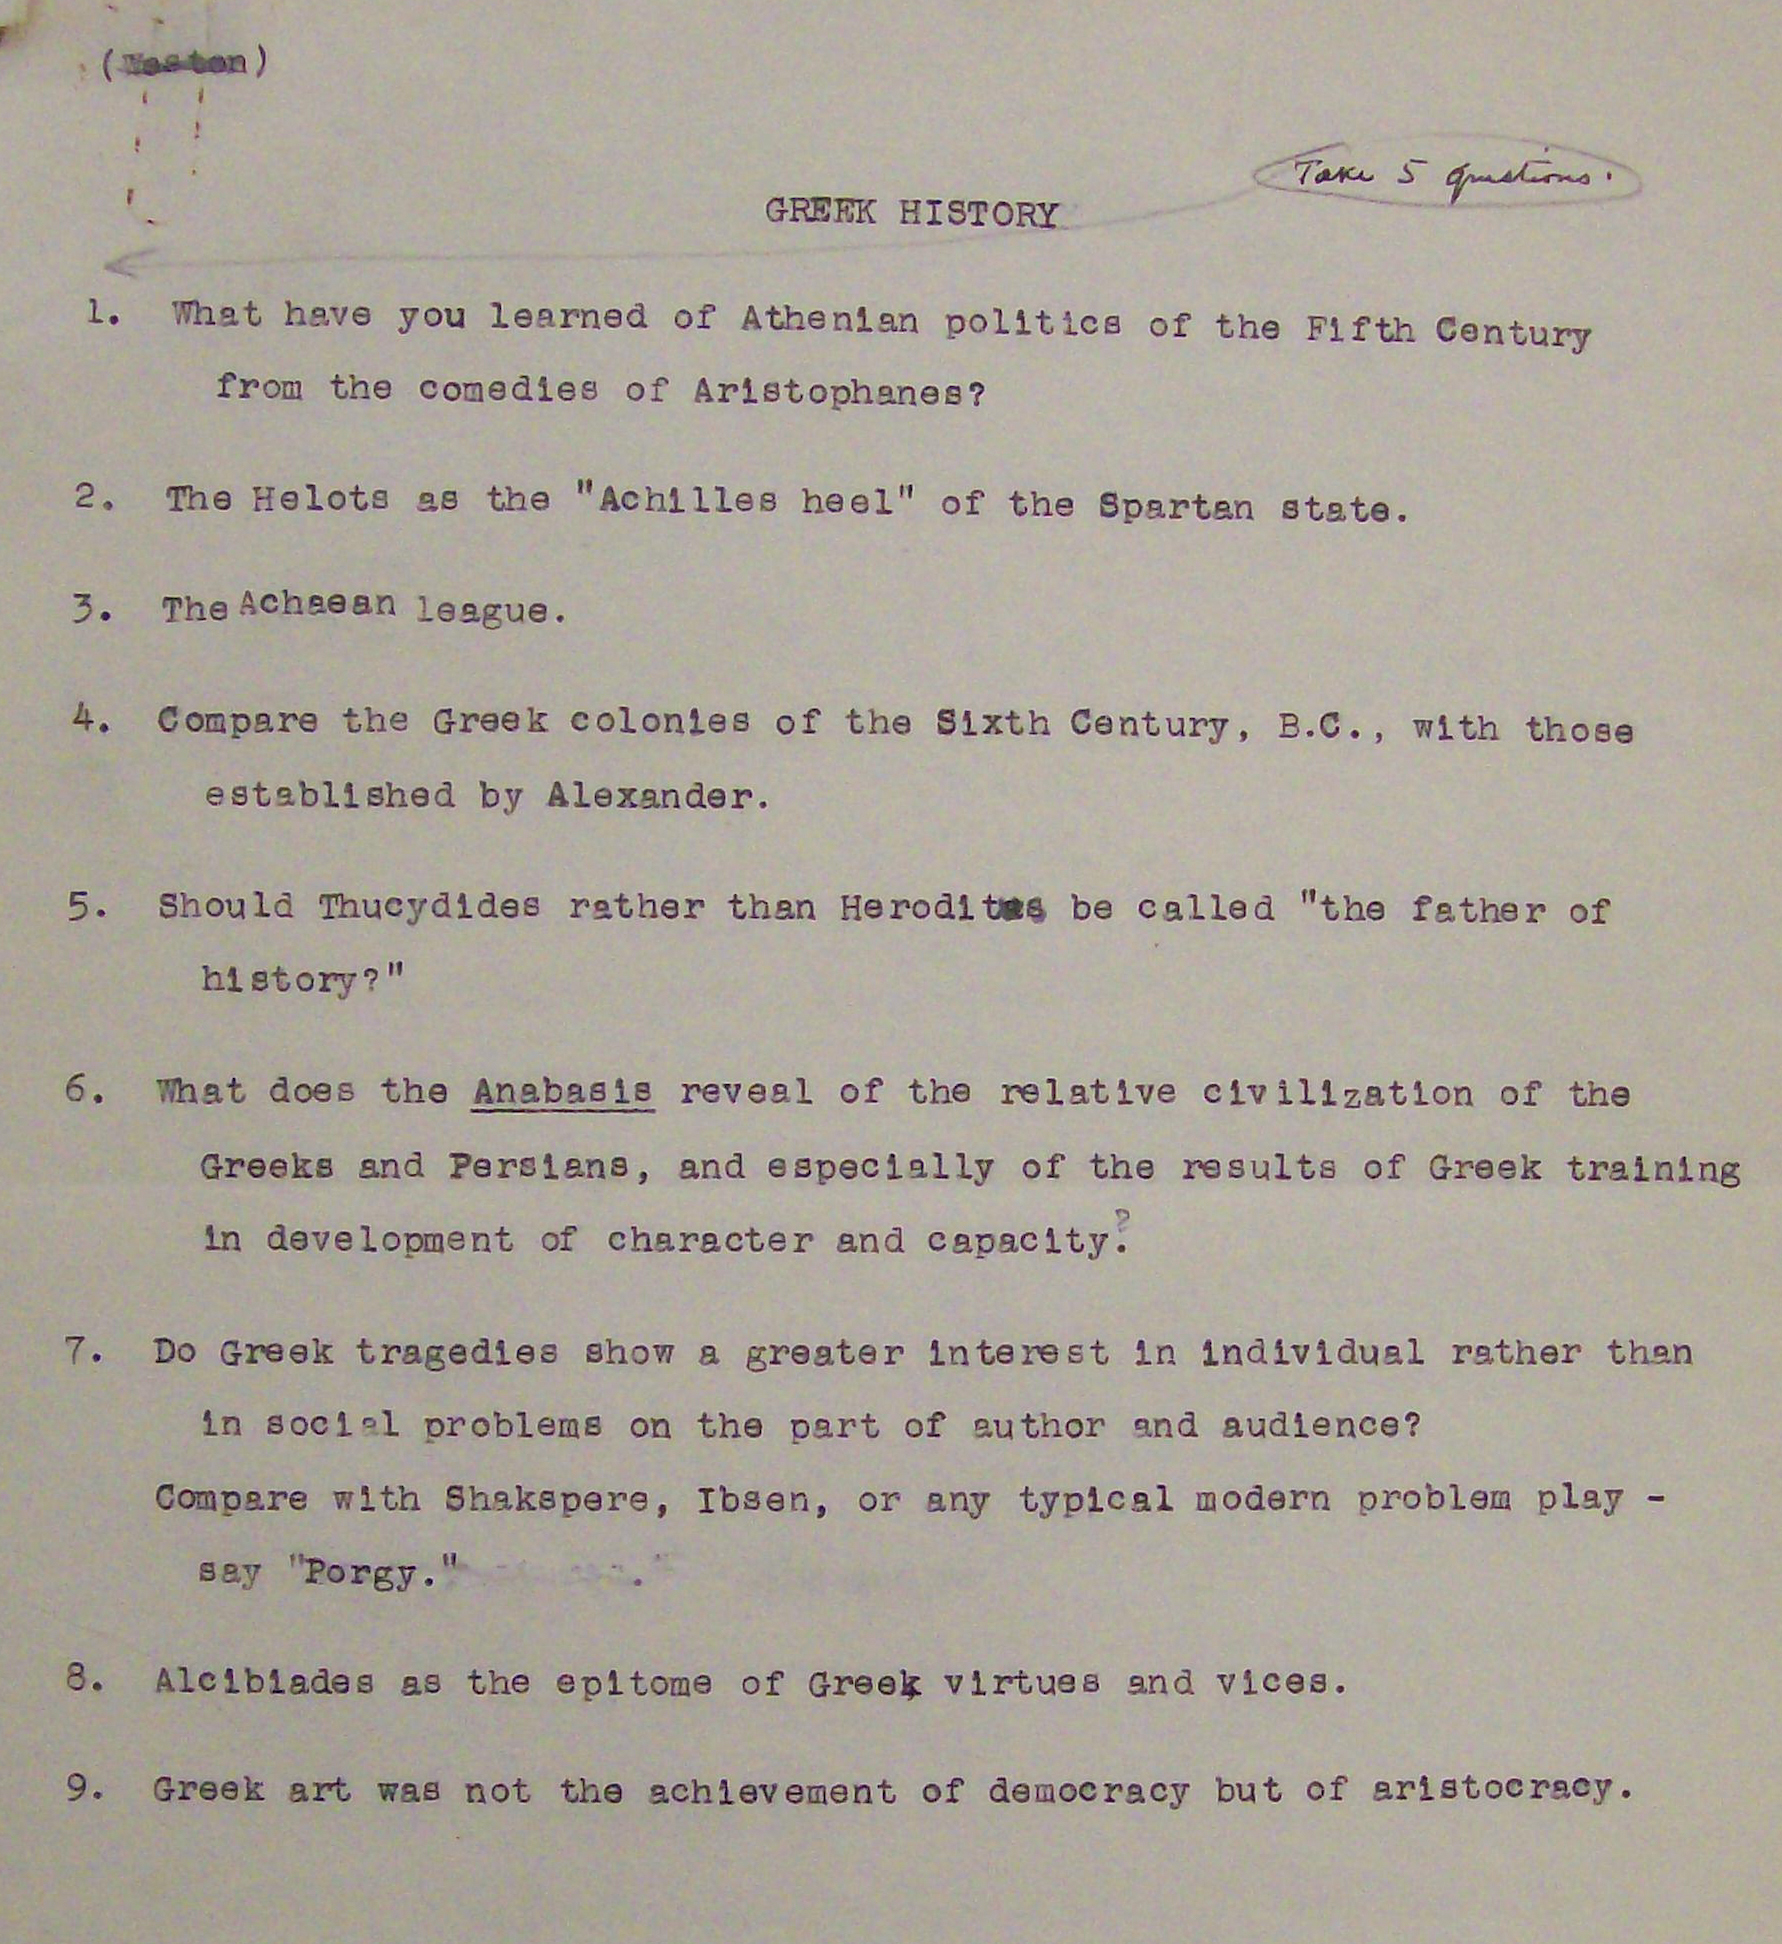 (Weston)
Take 5 questions.
GREEK HISTORY
1. What have you learned of Athenian politics of the Fifth Century
from the comedies of Aristophanes?
2. The Helots as the "Achilles heel" of the Spartan state.
3. The Achaean league.
4. Compare the Greek colonies of the Sixth Century, B.C., with those
established by Alexander.
5. Should Thucydides rather than Heroditus be called "the father of
history?"
6. What does the Anabasis reveal of the relative civilization of the
Greeks and Persians, and especially of the results of Greek training
in development of character and capacity?
7. Do Greek tragedies show a greater interest in individual rather than
in social problems on the part of author and audience?
Compare with Shakspere, Ibsen, or any typical modern problem play -
say "Porgy."
8. Alcibiades as the epitome of Greek virtues and vices.
9. Greek art was not the achievement of democracy but of aristocracy.